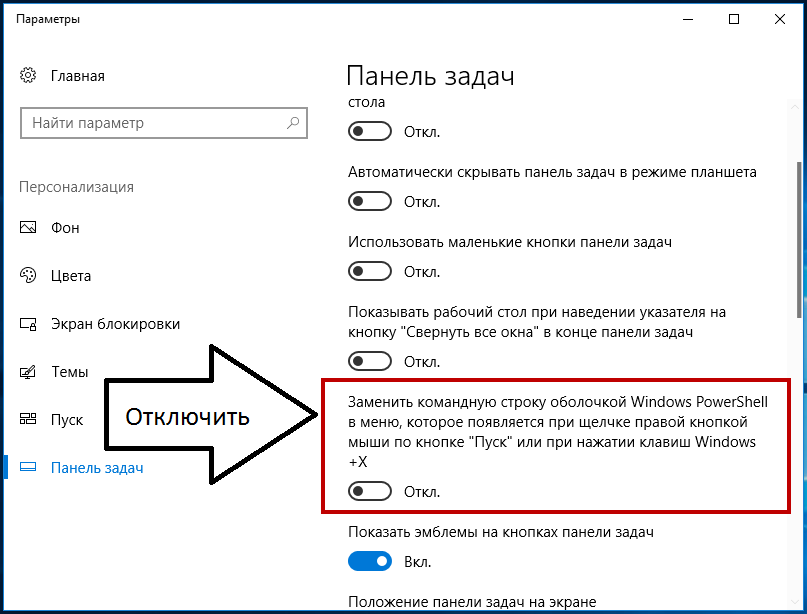 Параметры
Главная
Найти параметр
Персонализация
Фон
Цвета
Экран блокировки
Темы
Пуск
Панель задач
Отключить
Панель задач
стола
Откл.
Автоматически скрывать панель задач в режиме планшета
Откл.
Использовать маленькие кнопки панели задач
Откл.
Показывать рабочий стол при наведении указателя на
кнопку "Свернуть все окна" в конце панели задач
Откл.
Заменить командную строку оболочкой Windows PowerShell
в меню, которое появляется при щелчке правой кнопкой
мыши по кнопке "Пуск" или при нажатии клавиш Windows
+X
Откл.
Показать эмблемы на кнопках панели задач
Вкл.
Положение панели задач на экране